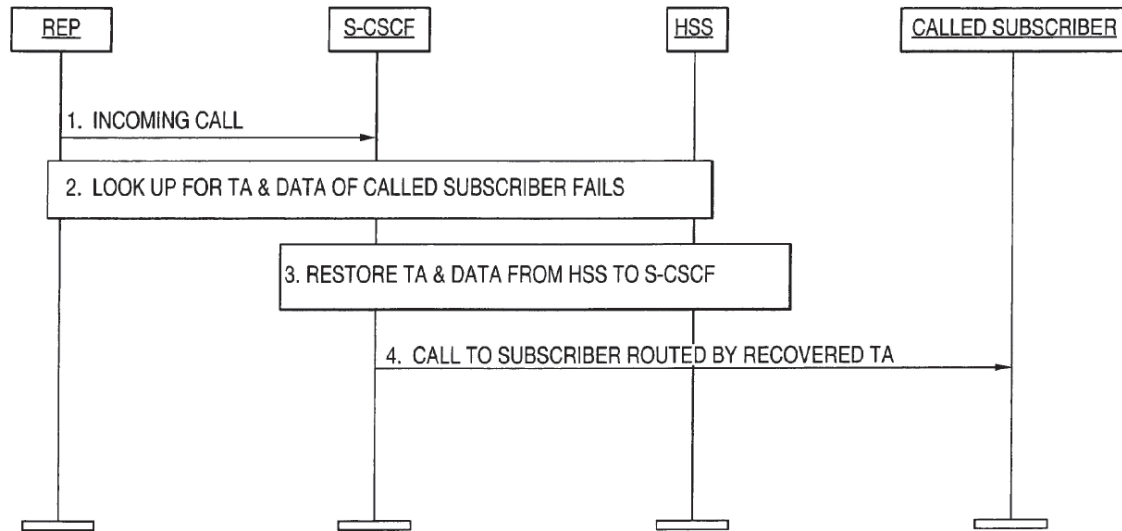 REP
S-CSCF
HSS
CALLED SUBSCRIBER
1. INCOMING CALL
2. LOOK UP FOR TA & DATA OF CALLED SUBSCRIBER FAILS
3. RESTORE TA & DATA FROM HSS TO S-CSCF
4. CALL TO SUBSCRIBER ROUTED BY RECOVERED TA